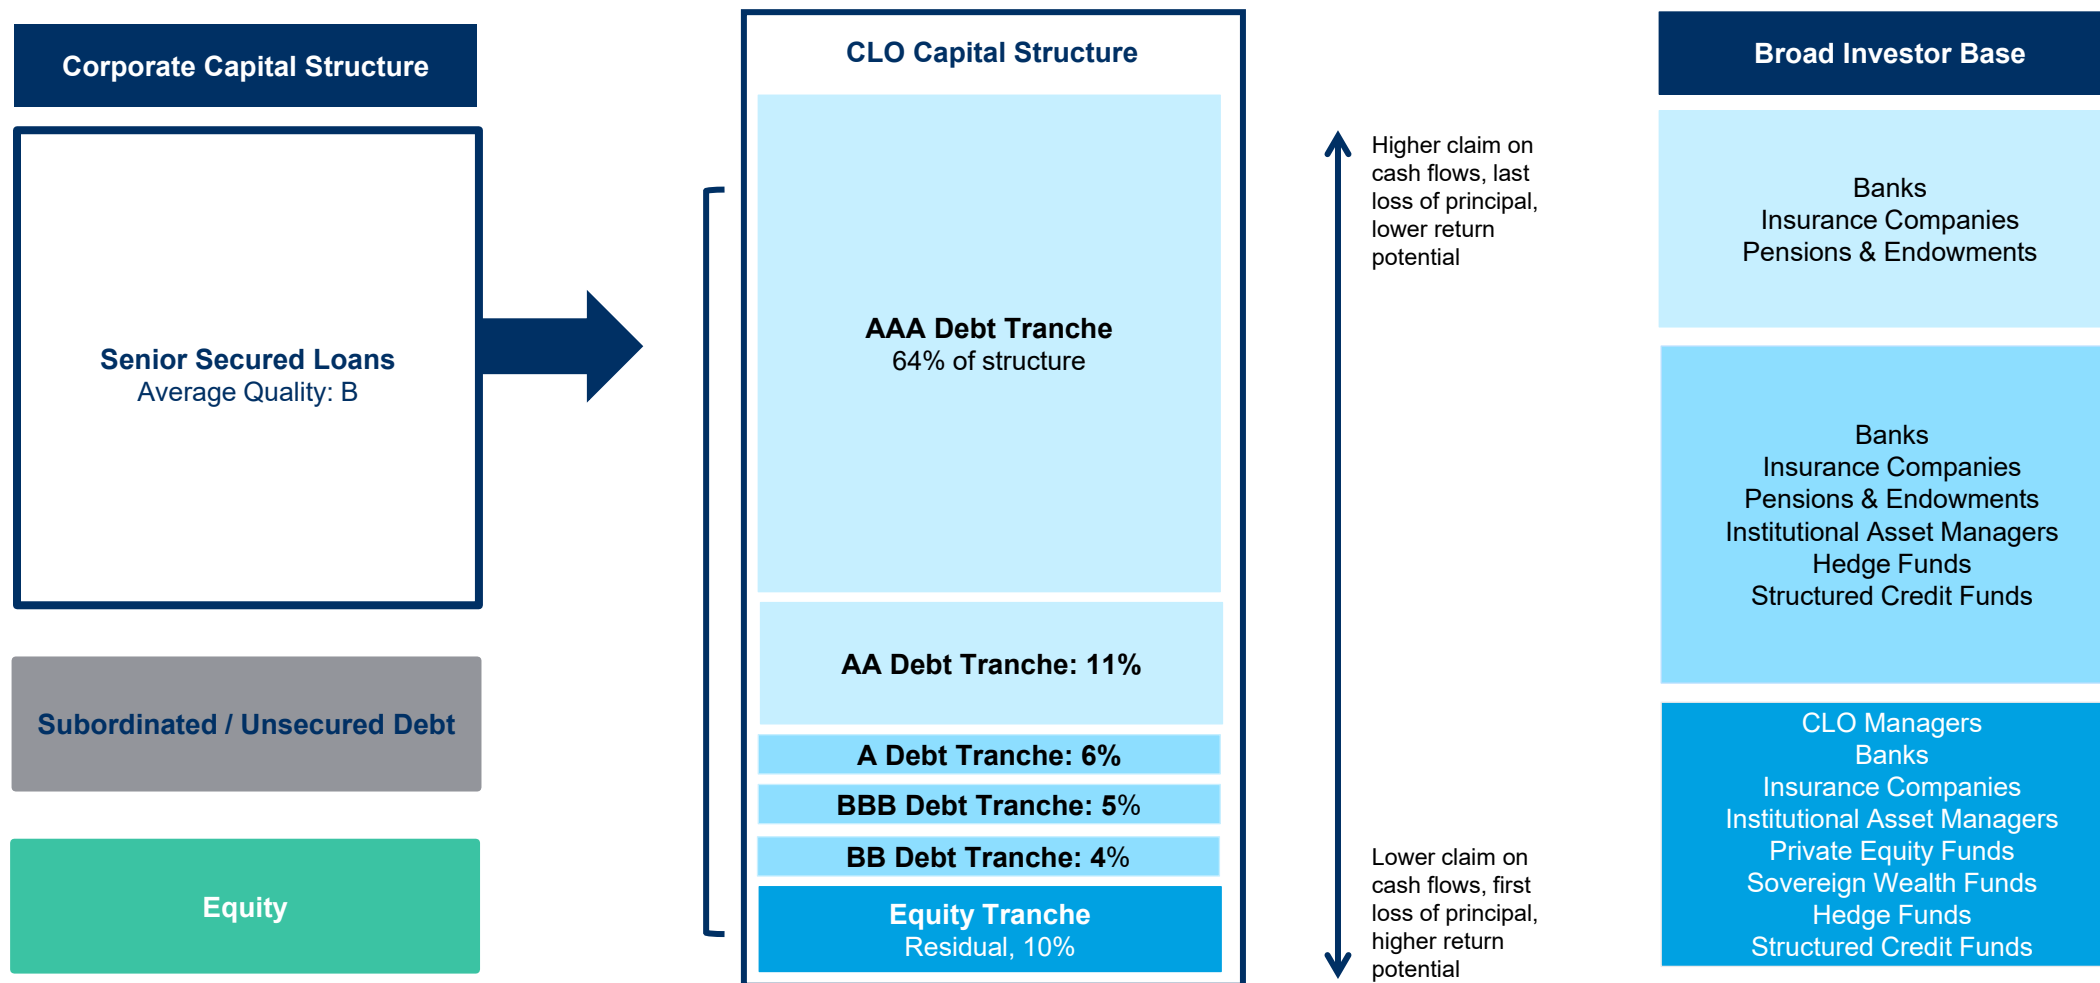 Corporate Capital Structure
Senior Secured Loans
Average Quality: B
Subordinated / Unsecured Debt
Equity
CLO Capital Structure
AAA Debt Tranche
64% of structure
AA Debt Tranche: 11%
A Debt Tranche: 6%
BBB Debt Tranche: 5%
BB Debt Tranche: 4%
Equity Tranche
Residual, 10%
Higher claim on
cash flows, last
loss of principal,
lower return
potential
Lower claim on
cash flows, first
loss of principal,
higher return
potential
Broad Investor Base
Banks
Insurance Companies
Pensions & Endowments
Banks
Insurance Companies
Pensions & Endowments
Institutional Asset Managers
Hedge Funds
Structured Credit Funds
CLO Managers
Banks
Insurance Companies
Institutional Asset Managers
Private Equity Funds
Sovereign Wealth Funds
Hedge Funds
Structured Credit Funds